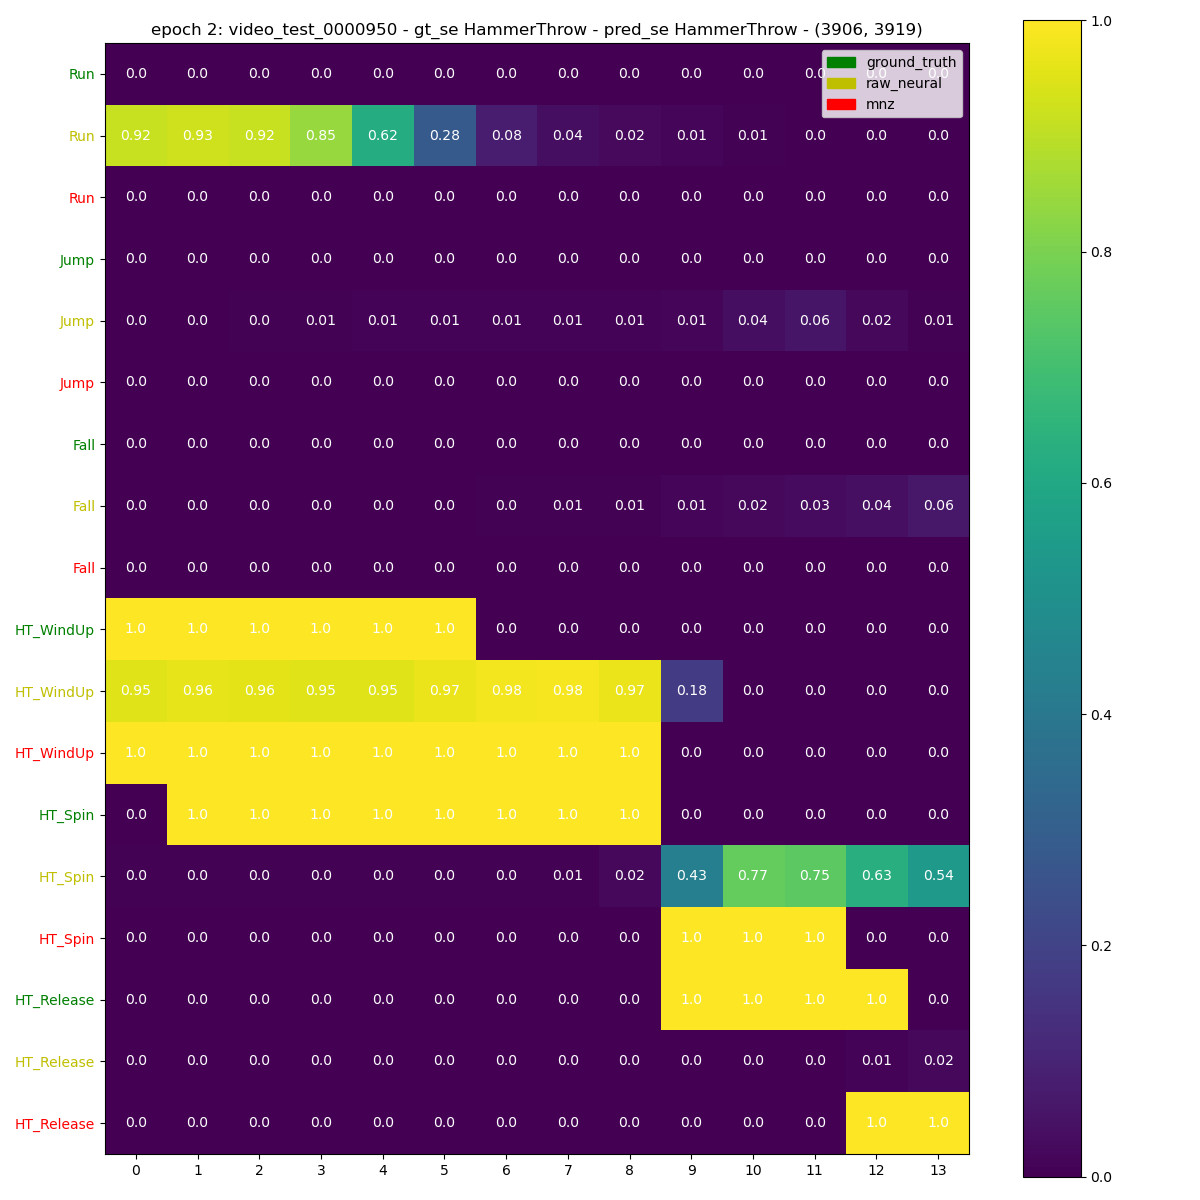 epoch 2: video_test_0000950 - gt_se HammerThrow - pred_se HammerThrow - (3906, 3919)
ground_truth
raw_neural
mnz
Run 0.0 0.0 0.0 0.0 0.0 0.0 0.0 0.0 0.0 0.0 0.0 0.0 0.0 0.0
Run 0.92 0.93 0.92 0.85 0.62 0.28 0.08 0.04 0.02 0.01 0.01 0.0 0.0 0.0
Run 0.0 0.0 0.0 0.0 0.0 0.0 0.0 0.0 0.0 0.0 0.0 0.0 0.0 0.0
Jump 0.0 0.0 0.0 0.0 0.0 0.0 0.0 0.0 0.0 0.0 0.0 0.0 0.0 0.0
Jump 0.0 0.0 0.0 0.01 0.01 0.01 0.01 0.01 0.01 0.01 0.04 0.06 0.02 0.01
Jump 0.0 0.0 0.0 0.0 0.0 0.0 0.0 0.0 0.0 0.0 0.0 0.0 0.0 0.0
Fall 0.0 0.0 0.0 0.0 0.0 0.0 0.0 0.0 0.0 0.0 0.0 0.0 0.0 0.0
Fall 0.0 0.0 0.0 0.0 0.0 0.0 0.0 0.01 0.01 0.01 0.02 0.03 0.04 0.06
Fall 0.0 0.0 0.0 0.0 0.0 0.0 0.0 0.0 0.0 0.0 0.0 0.0 0.0 0.0
HT_WindUp 1.0 1.0 1.0 1.0 1.0 1.0 0.0 0.0 0.0 0.0 0.0 0.0 0.0 0.0
HT_WindUp 0.95 0.96 0.96 0.95 0.95 0.97 0.98 0.98 0.97 0.18 0.0 0.0 0.0 0.0
HT_WindUp 1.0 1.0 1.0 1.0 1.0 1.0 1.0 1.0 1.0 0.0 0.0 0.0 0.0 0.0
HT_Spin 0.0 1.0 1.0 1.0 1.0 1.0 1.0 1.0 1.0 0.0 0.0 0.0 0.0 0.0
HT_Spin 0.0 0.0 0.0 0.0 0.0 0.0 0.0 0.01 0.02 0.43 0.77 0.75 0.63 0.54
HT_Spin 0.0 0.0 0.0 0.0 0.0 0.0 0.0 0.0 0.0 1.0 1.0 1.0 0.0 0.0
HT_Release 0.0 0.0 0.0 0.0 0.0 0.0 0.0 0.0 0.0 1.0 1.0 1.0 1.0 0.0
HT_Release 0.0 0.0 0.0 0.0 0.0 0.0 0.0 0.0 0.0 0.0 0.0 0.0 0.01 0.02
HT_Release 0.0 0.0 0.0 0.0 0.0 0.0 0.0 0.0 0.0 0.0 0.0 0.0 1.0 1.0
0 1 2 3 4 5 6 7 8 9 10 11 12 13
1.0
0.8
0.6
0.4
0.2
0.0